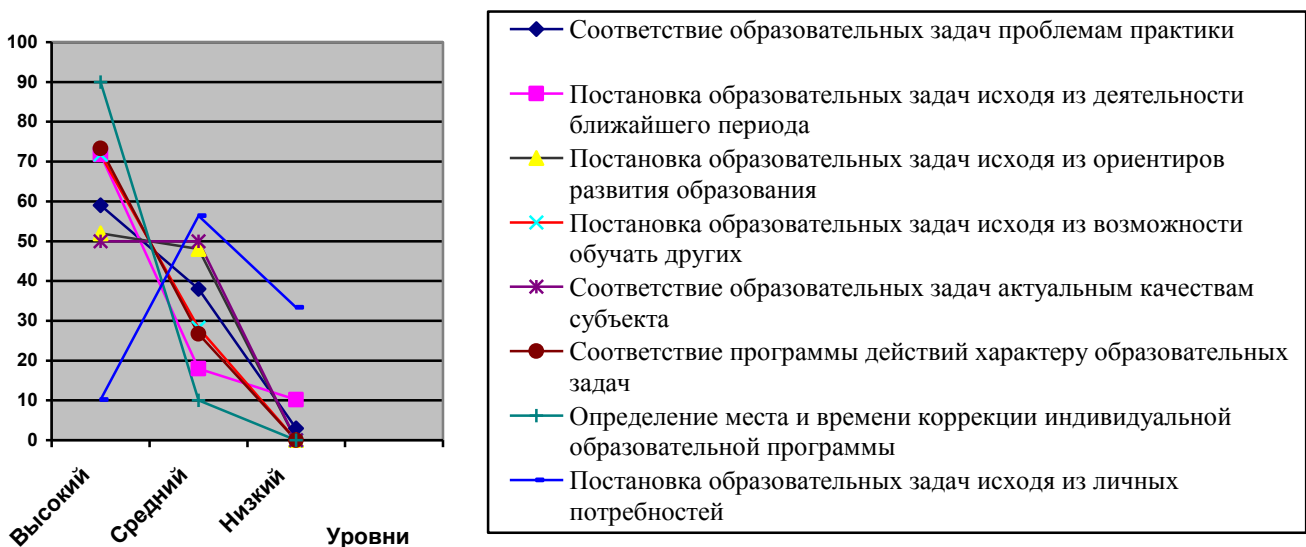 100
90
80
70
60
50
40
30
20
10
0
Высокий
Средний
Низкий
Уровни
Соответствие образовательных задач проблемам практики
Постановка образовательных задач исходя из деятельности
ближайшего периода
Постановка образовательных задач исходя из ориентиров
развития образования
Постановка образовательных задач исходя из возможности
обучать других
Соответствие образовательных задач актуальным качествам
субъекта
Соответствие программы действий характеру образовательных
задач
Определение места и времени коррекции индивидуальной
образовательной программы
Постановка образовательных задач исходя из личных
потребностей